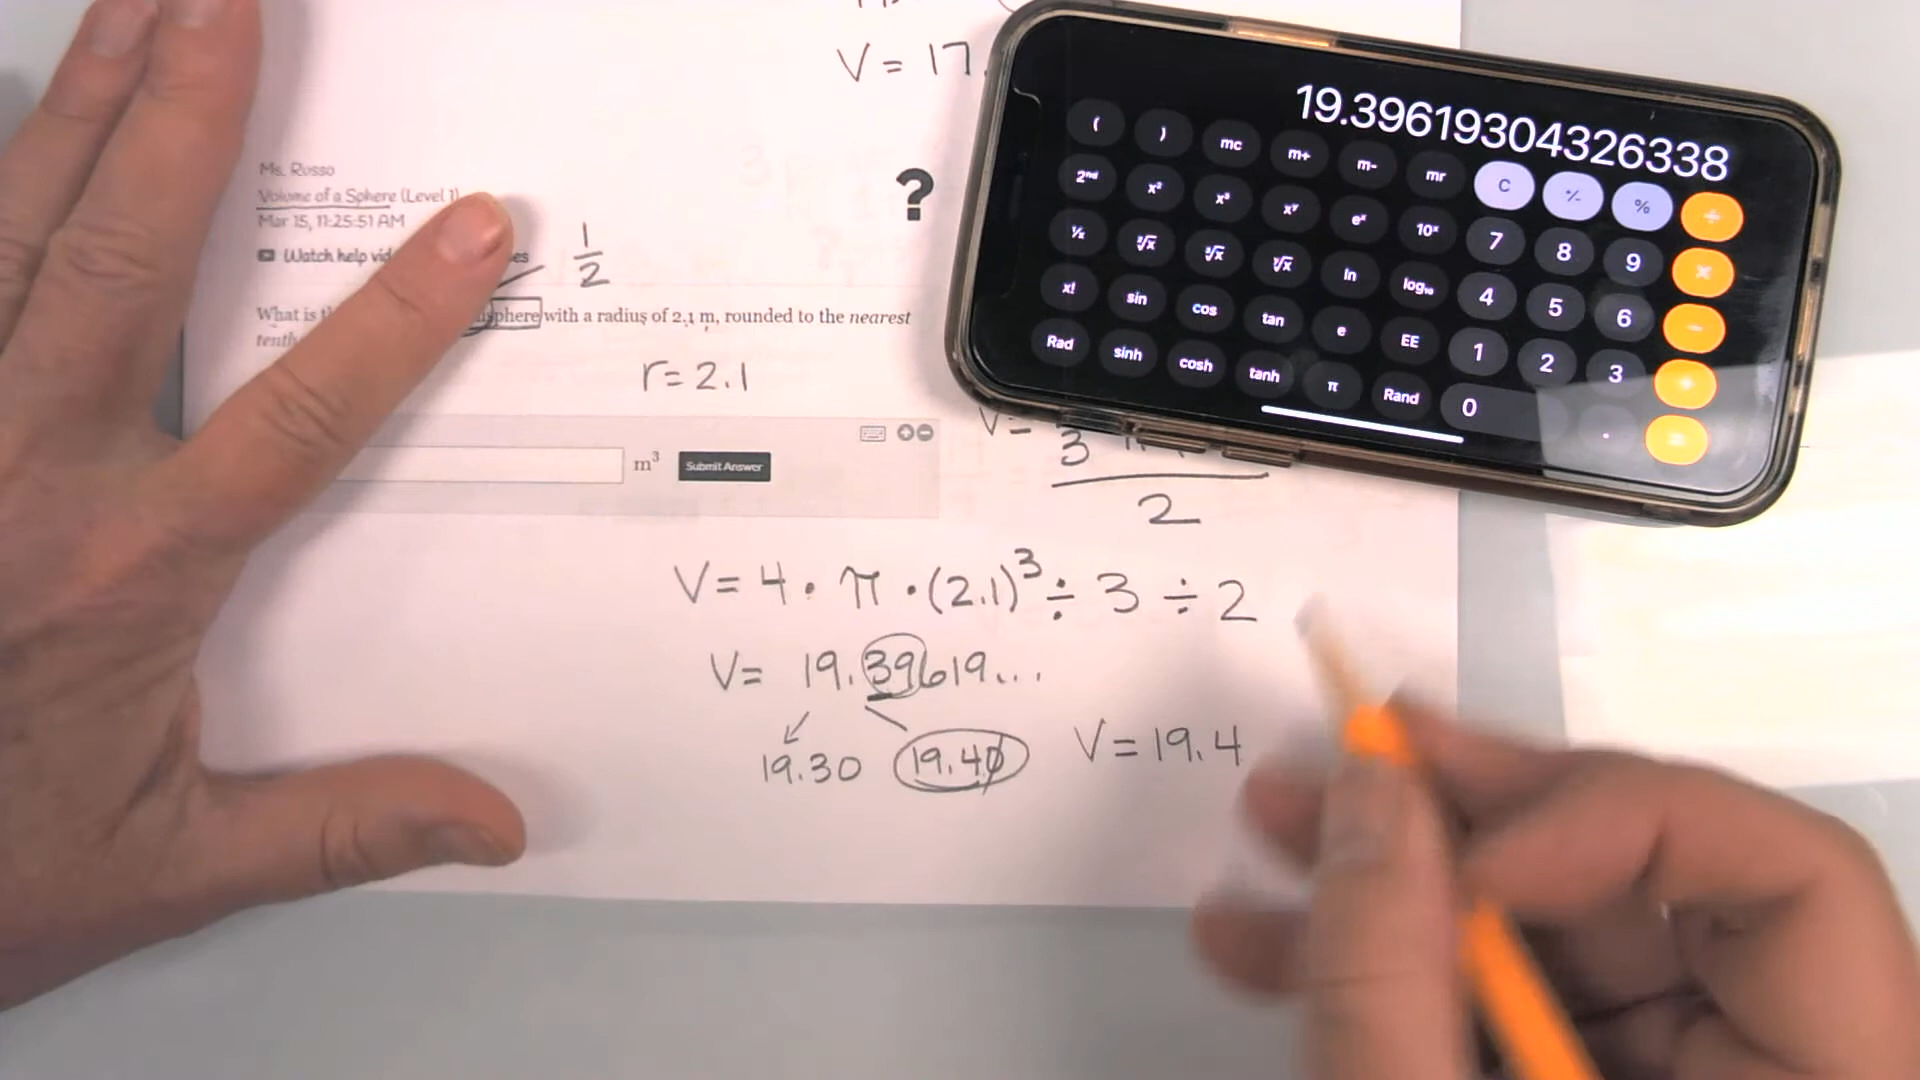 V = 17.
Ms. Russo
Volume of a Sphere (Level 1)
Mar 15, 11:25:51 AM
Watch help
1
2
?
What is
with a radius of 2.1 m, rounded to the nearest
r = 2.1
m³
Submit Answer
V =
3
2
V = 4 · π · (2.1)³ ÷ 3 ÷ 2
V = 19.39619...
19.30 19.40 V = 19.4
19.39619304326338
( ) mc m+ m- mr C +/- % ÷
2ⁿᵈ x² x³ xʸ eˣ 10ˣ 7 8 9 ×
¹/x ²√x ³√x ʸ√x ln log₁₀ 4 5 6 −
x! sin cos tan e EE 1 2 3 +
Rad sinh cosh tanh π Rand 0 . =